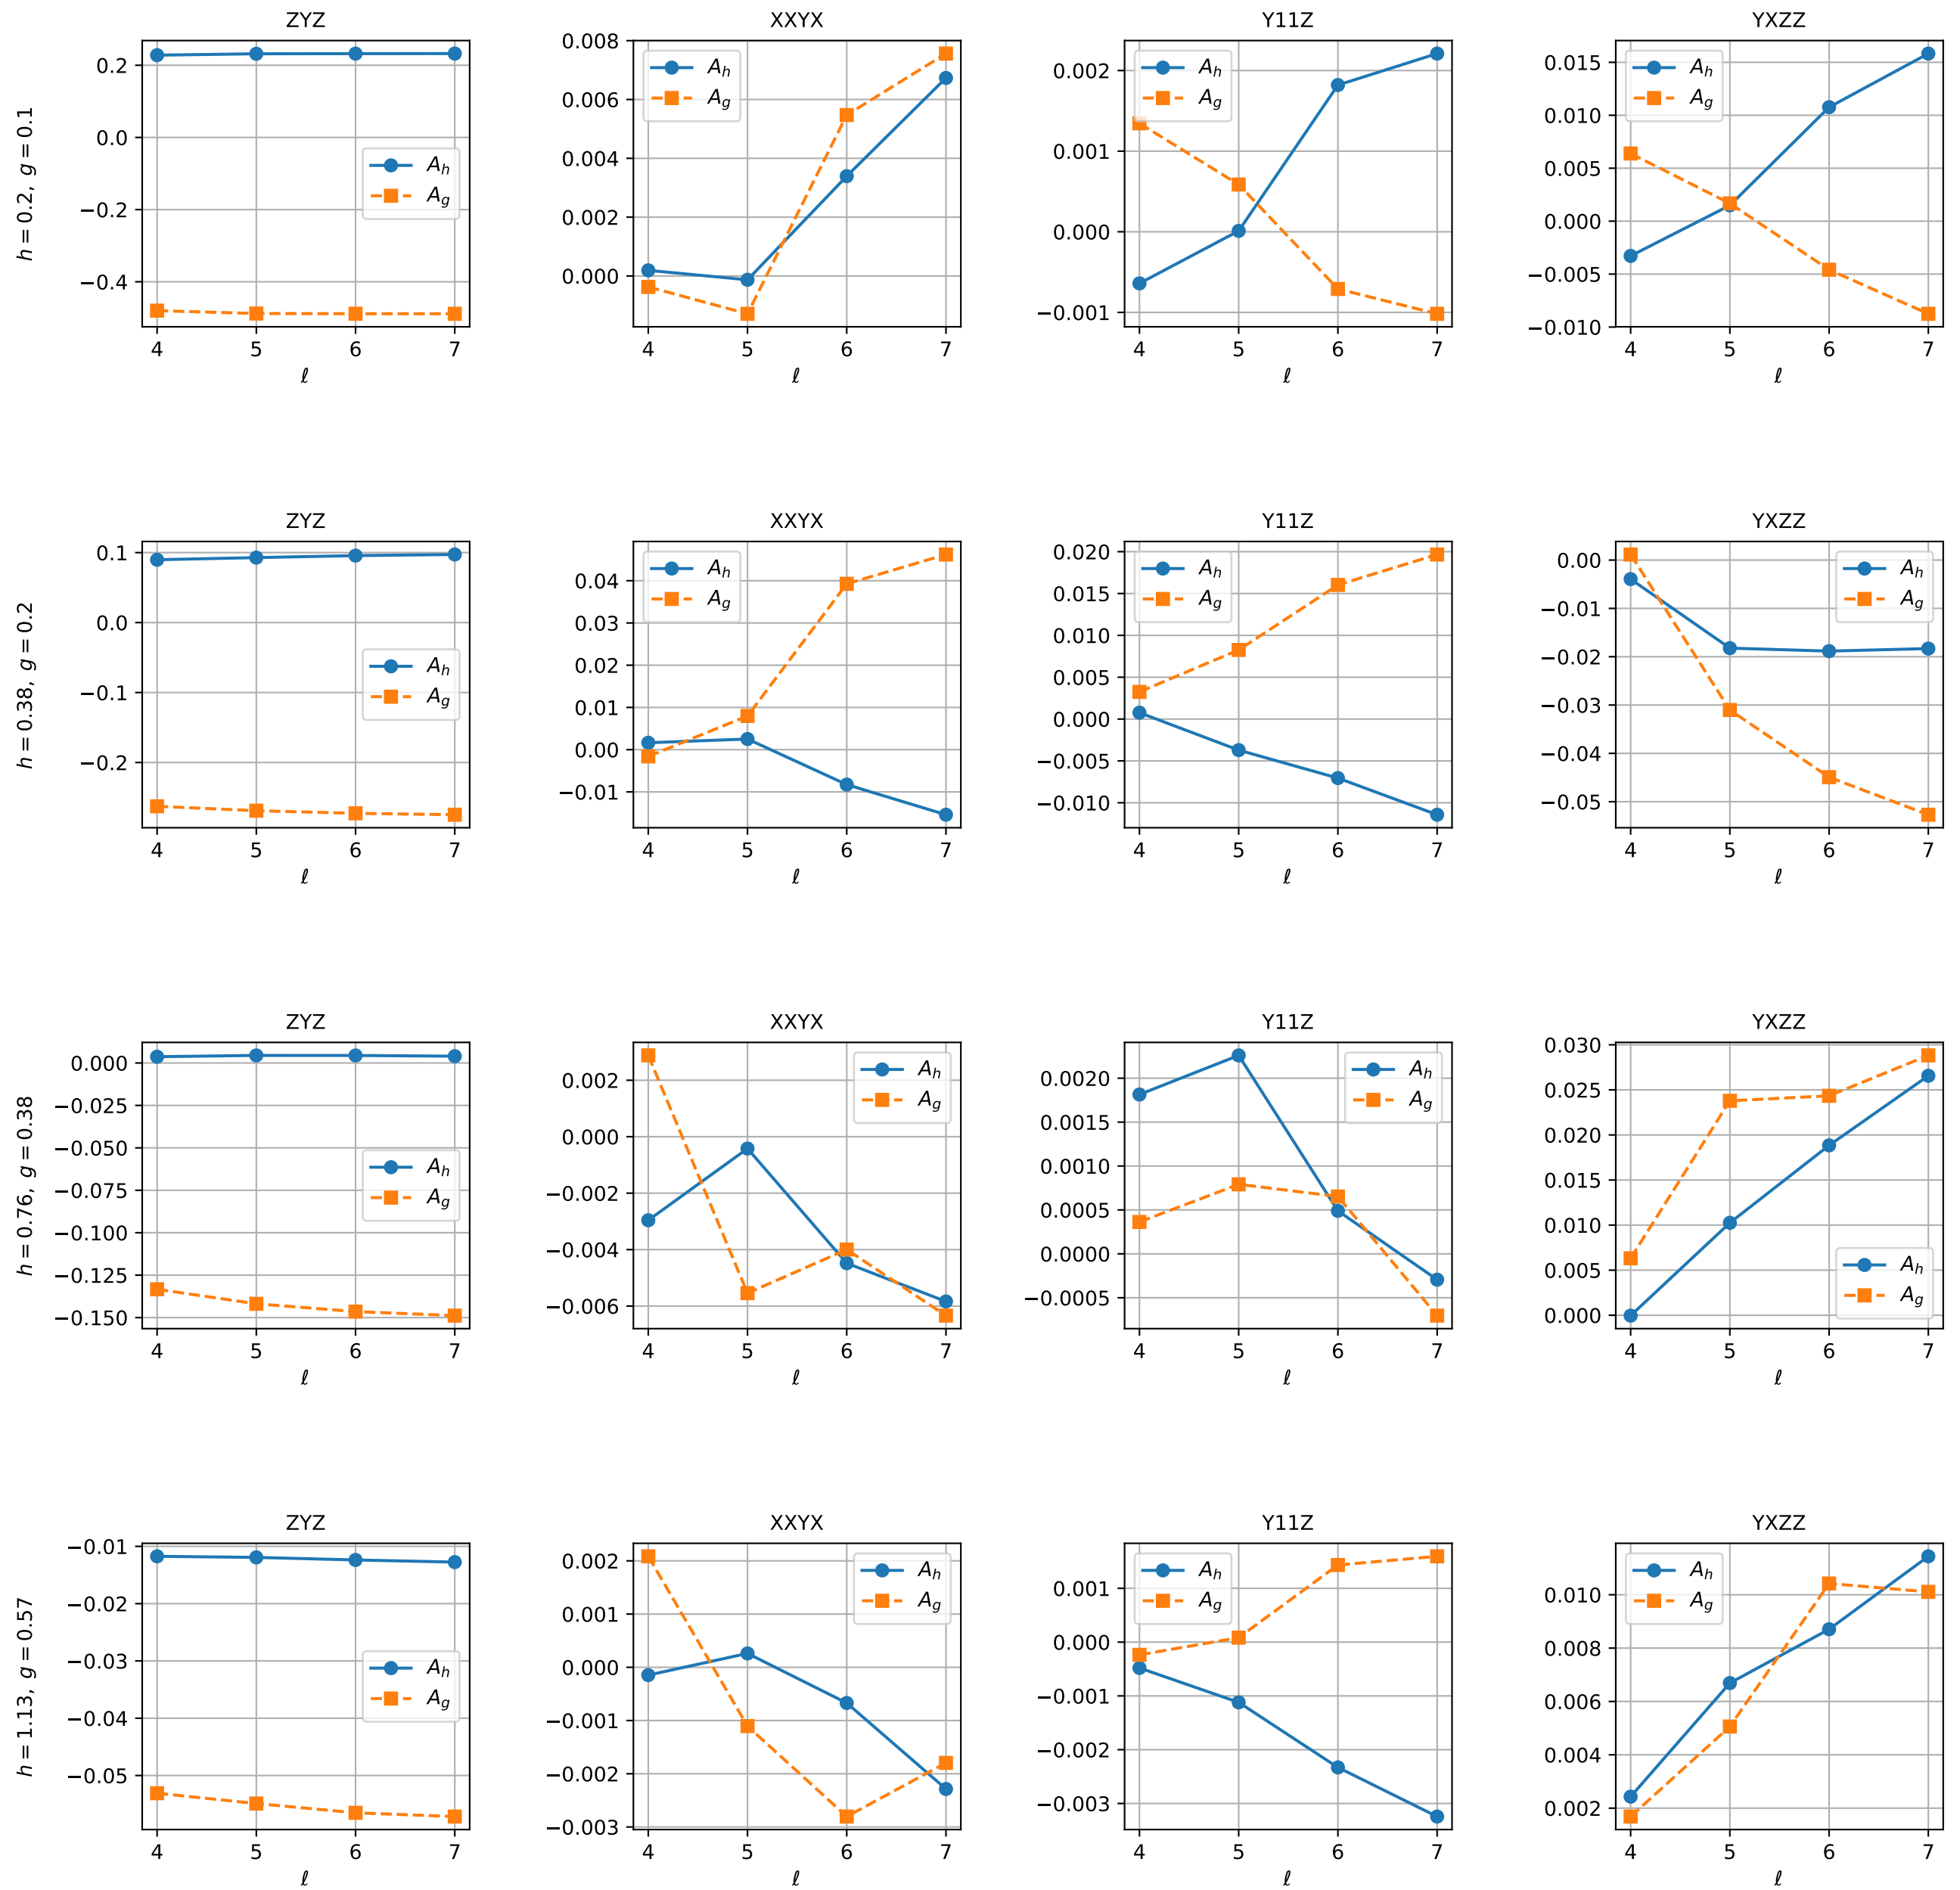 ZYZ
XXYX
Y11Z
YXZZ
h = 0.2, g = 0.1
0.2
0.0
−0.2
−0.4
A_h
A_g
4 5 6 7
ℓ
0.008
0.006
0.004
0.002
0.000
A_h
A_g
4 5 6 7
ℓ
0.002
0.001
0.000
−0.001
A_h
A_g
4 5 6 7
ℓ
0.015
0.010
0.005
0.000
−0.005
−0.010
A_h
A_g
4 5 6 7
ℓ
ZYZ
XXYX
Y11Z
YXZZ
h = 0.38, g = 0.2
0.1
0.0
−0.1
−0.2
A_h
A_g
4 5 6 7
ℓ
0.04
0.03
0.02
0.01
0.00
−0.01
A_h
A_g
4 5 6 7
ℓ
0.020
0.015
0.010
0.005
0.000
−0.005
−0.010
A_h
A_g
4 5 6 7
ℓ
0.00
−0.01
−0.02
−0.03
−0.04
−0.05
A_h
A_g
4 5 6 7
ℓ
ZYZ
XXYX
Y11Z
YXZZ
h = 0.76, g = 0.38
0.000
−0.025
−0.050
−0.075
−0.100
−0.125
−0.150
A_h
A_g
4 5 6 7
ℓ
0.002
0.000
−0.002
−0.004
−0.006
A_h
A_g
4 5 6 7
ℓ
0.0020
0.0015
0.0010
0.0005
0.0000
−0.0005
A_h
A_g
4 5 6 7
ℓ
0.030
0.025
0.020
0.015
0.010
0.005
0.000
A_h
A_g
4 5 6 7
ℓ
ZYZ
XXYX
Y11Z
YXZZ
h = 1.13, g = 0.57
−0.01
−0.02
−0.03
−0.04
−0.05
A_h
A_g
4 5 6 7
ℓ
0.002
0.001
0.000
−0.001
−0.002
−0.003
A_h
A_g
4 5 6 7
ℓ
0.001
0.000
−0.001
−0.002
−0.003
A_h
A_g
4 5 6 7
ℓ
0.010
0.008
0.006
0.004
0.002
A_h
A_g
4 5 6 7
ℓ